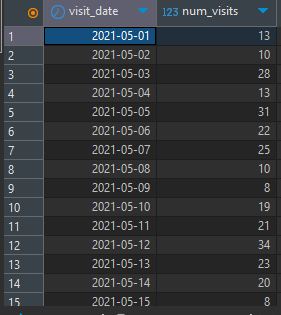 visit_date 123 num_visits
1 2021-05-01 13
2 2021-05-02 10
3 2021-05-03 28
4 2021-05-04 13
5 2021-05-05 31
6 2021-05-06 22
7 2021-05-07 25
8 2021-05-08 10
9 2021-05-09 8
10 2021-05-10 19
11 2021-05-11 21
12 2021-05-12 34
13 2021-05-13 23
14 2021-05-14 20
15 2021-05-15 8